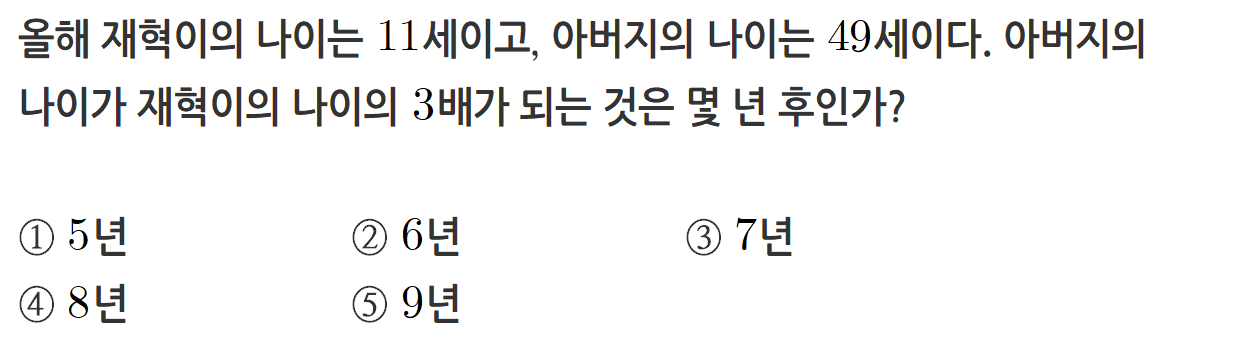 올해 재혁이의 나이는 11세이고, 아버지의 나이는 49세이다. 아버지의
나이가 재혁이의 나이의 3배가 되는 것은 몇 년 후인가?
① 5년 ② 6년 ③ 7년
④ 8년 ⑤ 9년